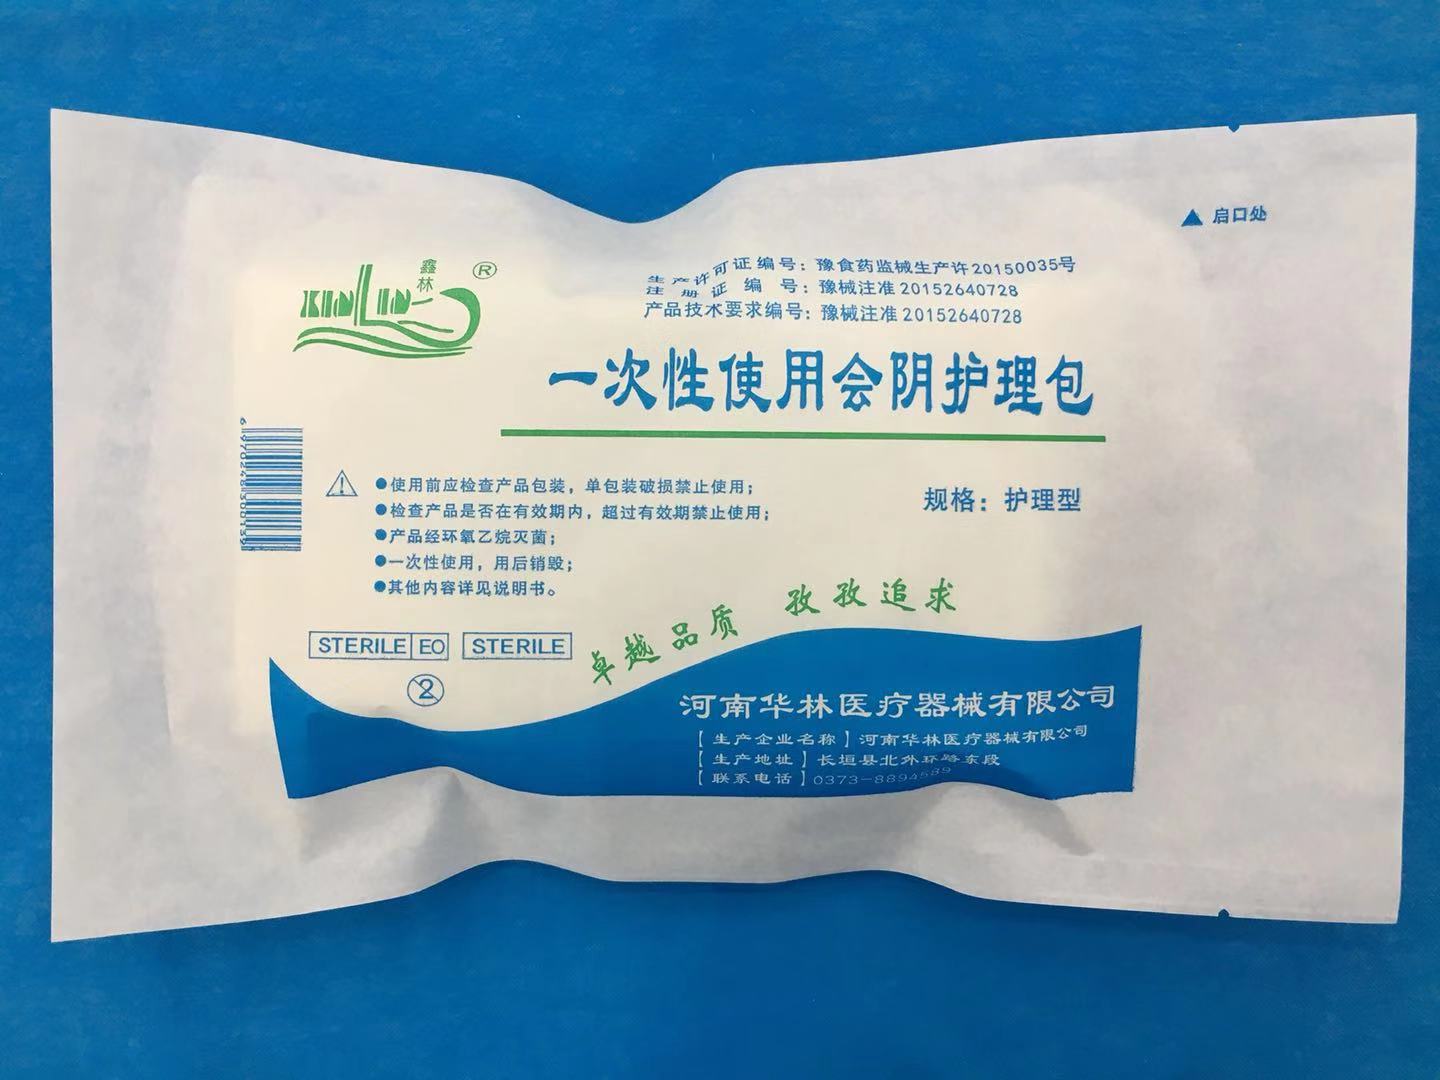 启口处
鑫林
XINLIN
®
生产许可证编号：豫食药监械生产许20150035号
注册证编号：豫械注准20152640728
产品技术要求编号：豫械注准20152640728
一次性使用会阴护理包
●使用前应检查产品包装，单包装破损禁止使用；
●检查产品是否在有效期内，超过有效期禁止使用；
●产品经环氧乙烷灭菌；
●一次性使用，用后销毁；
●其他内容详见说明书。
规格：护理型
STERILE EO STERILE
2
卓越品质 孜孜追求
河南华林医疗器械有限公司
【生产企业名称】河南华林医疗器械有限公司
【生产地址】长垣县北外环路东段
【联系电话】0373-8894589